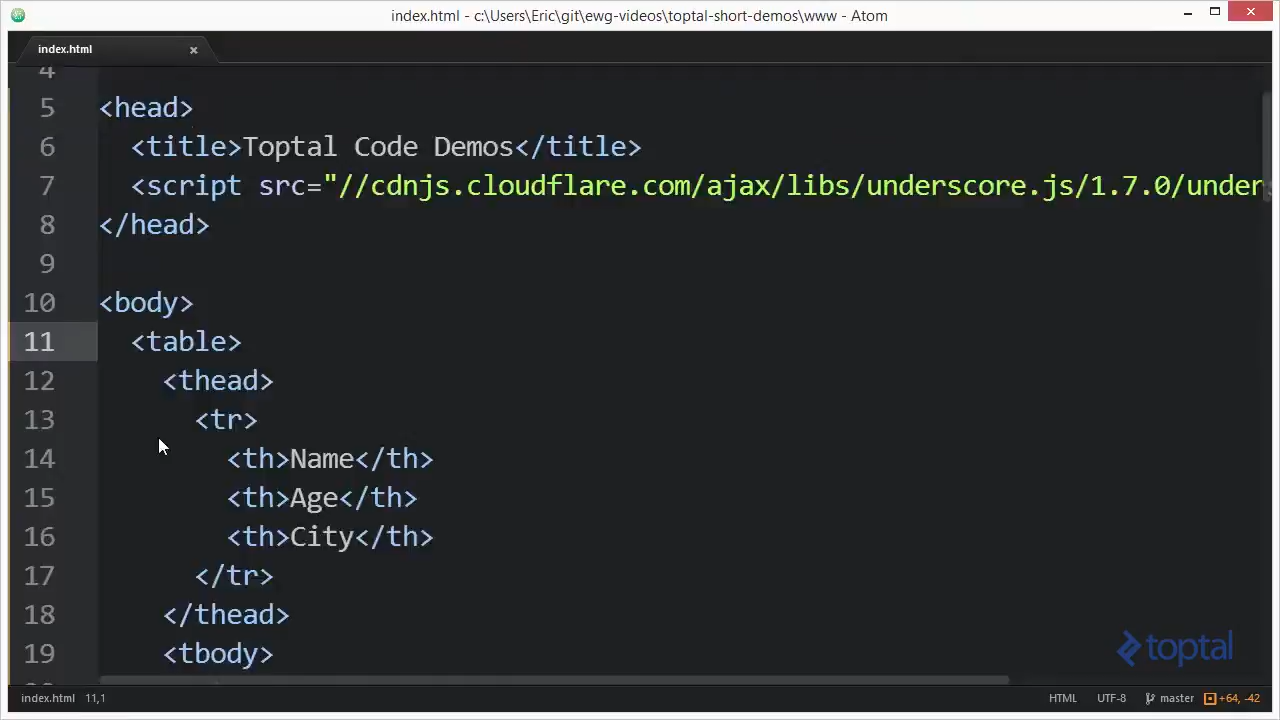 index.html - c:\Users\Eric\git\ewg-videos\toptal-short-demos\www - Atom
index.html
4
5 <head>
6 <title>Toptal Code Demos</title>
7 <script src="//cdnjs.cloudflare.com/ajax/libs/underscore.js/1.7.0/unders
8 </head>
9
10 <body>
11 <table>
12 <thead>
13 <tr>
14 <th>Name</th>
15 <th>Age</th>
16 <th>City</th>
17 </tr>
18 </thead>
19 <tbody>
toptal
index.html 11,1 HTML UTF-8 master +64, -42